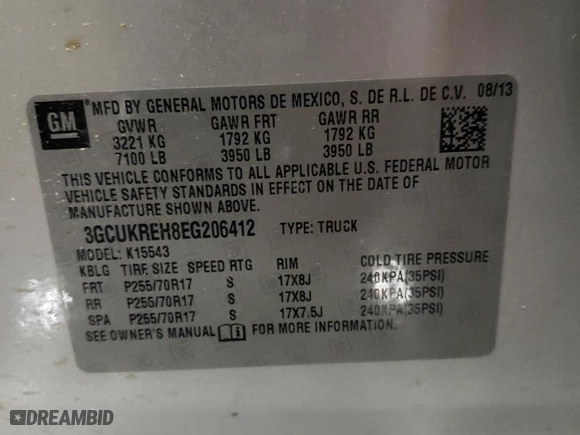 GM
MFD BY GENERAL MOTORS DE MEXICO, S. DE R.L. DE C.V. 08/13
GVWR GAWR FRT GAWR RR
3221 KG 1792 KG 1792 KG
7100 LB 3950 LB 3950 LB
THIS VEHICLE CONFORMS TO ALL APPLICABLE U.S. FEDERAL MOTOR
VEHICLE SAFETY STANDARDS IN EFFECT ON THE DATE OF
MANUFACTURE SHOWN ABOVE.
3GCUKREH8EG206412 TYPE: TRUCK
MODEL: K15543
KBLG TIRE SIZE SPEED RTG RIM COLD TIRE PRESSURE
FRT P255/70R17 S 17X8J 240KPA(35PSI)
RR P255/70R17 S 17X8J 240KPA(35PSI)
SPA P255/70R17 S 17X7.5J 240KPA(35PSI)
SEE OWNER'S MANUAL FOR MORE INFORMATION.
DREAMBID